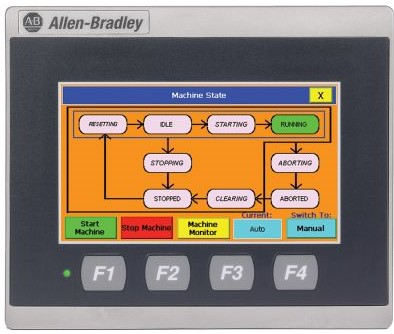 AB Allen-Bradley
Machine State X
RESETTING IDLE STARTING RUNNING
STOPPING ABORTING
STOPPED CLEARING ABORTED
Current: Switch To:
Start Machine Stop Machine Machine Monitor Auto Manual
F1 F2 F3 F4